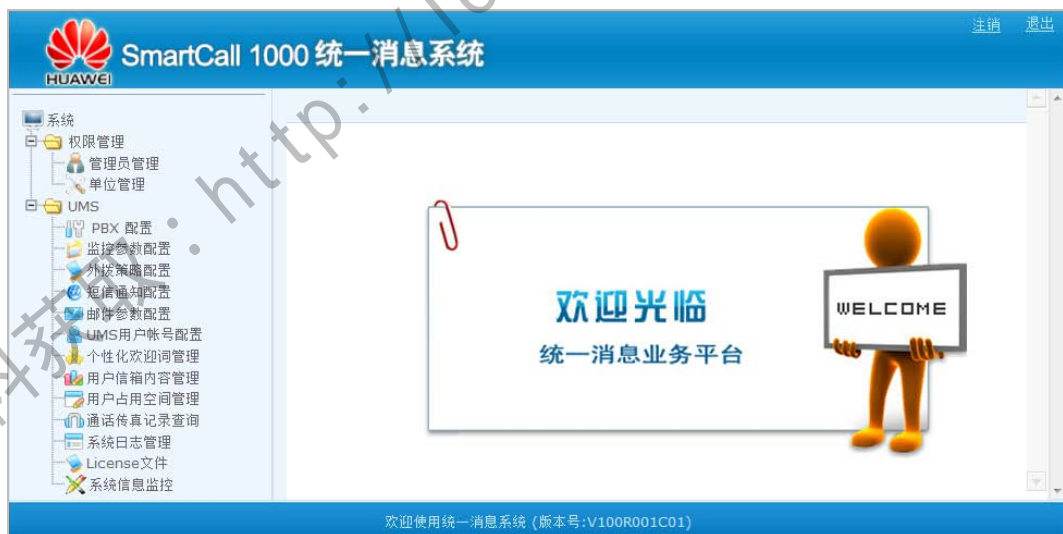 注销 退出
HUAWEI
SmartCall 1000 统一消息系统
系统
权限管理
管理员管理
单位管理
UMS
PBX 配置
监控参数配置
外拨策略配置
短信通知配置
邮件参数配置
UMS用户帐号配置
个性化欢迎词管理
用户信箱内容管理
用户占用空间管理
通话传真记录查询
系统日志管理
License文件
系统信息监控
欢迎光临
统一消息业务平台
WELCOME
欢迎使用统一消息系统 (版本号:V100R001C01)
料获取：http://